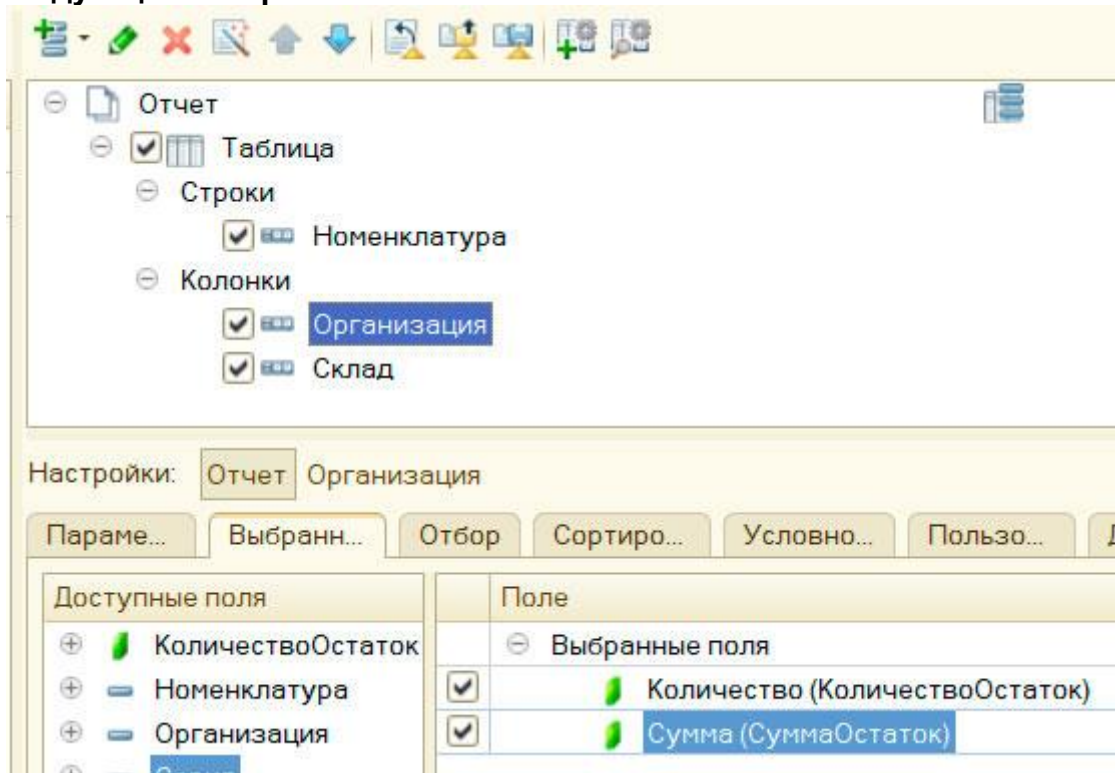 Отчет
Таблица
Строки
Номенклатура
Колонки
Организация
Склад
Настройки: Отчет Организация
Параме... Выбранн... Отбор Сортиро... Условно... Пользо...
Доступные поля Поле
КоличествоОстаток Выбранные поля
Номенклатура Количество (КоличествоОстаток)
Организация Сумма (СуммаОстаток)